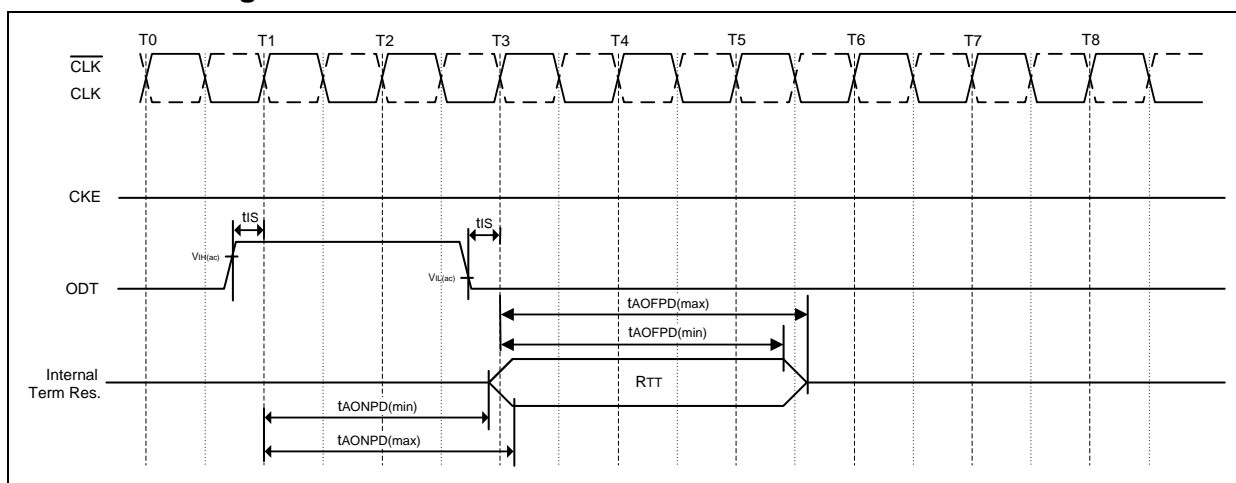 g
T0 T1 T2 T3 T4 T5 T6 T7 T8
CLK
CLK
CKE
tIS tIS
VIH(ac)
VIL(ac)
ODT
tAOFPD(max)
tAOFPD(min)
Internal
Term Res.
RTT
tAONPD(min)
tAONPD(max)